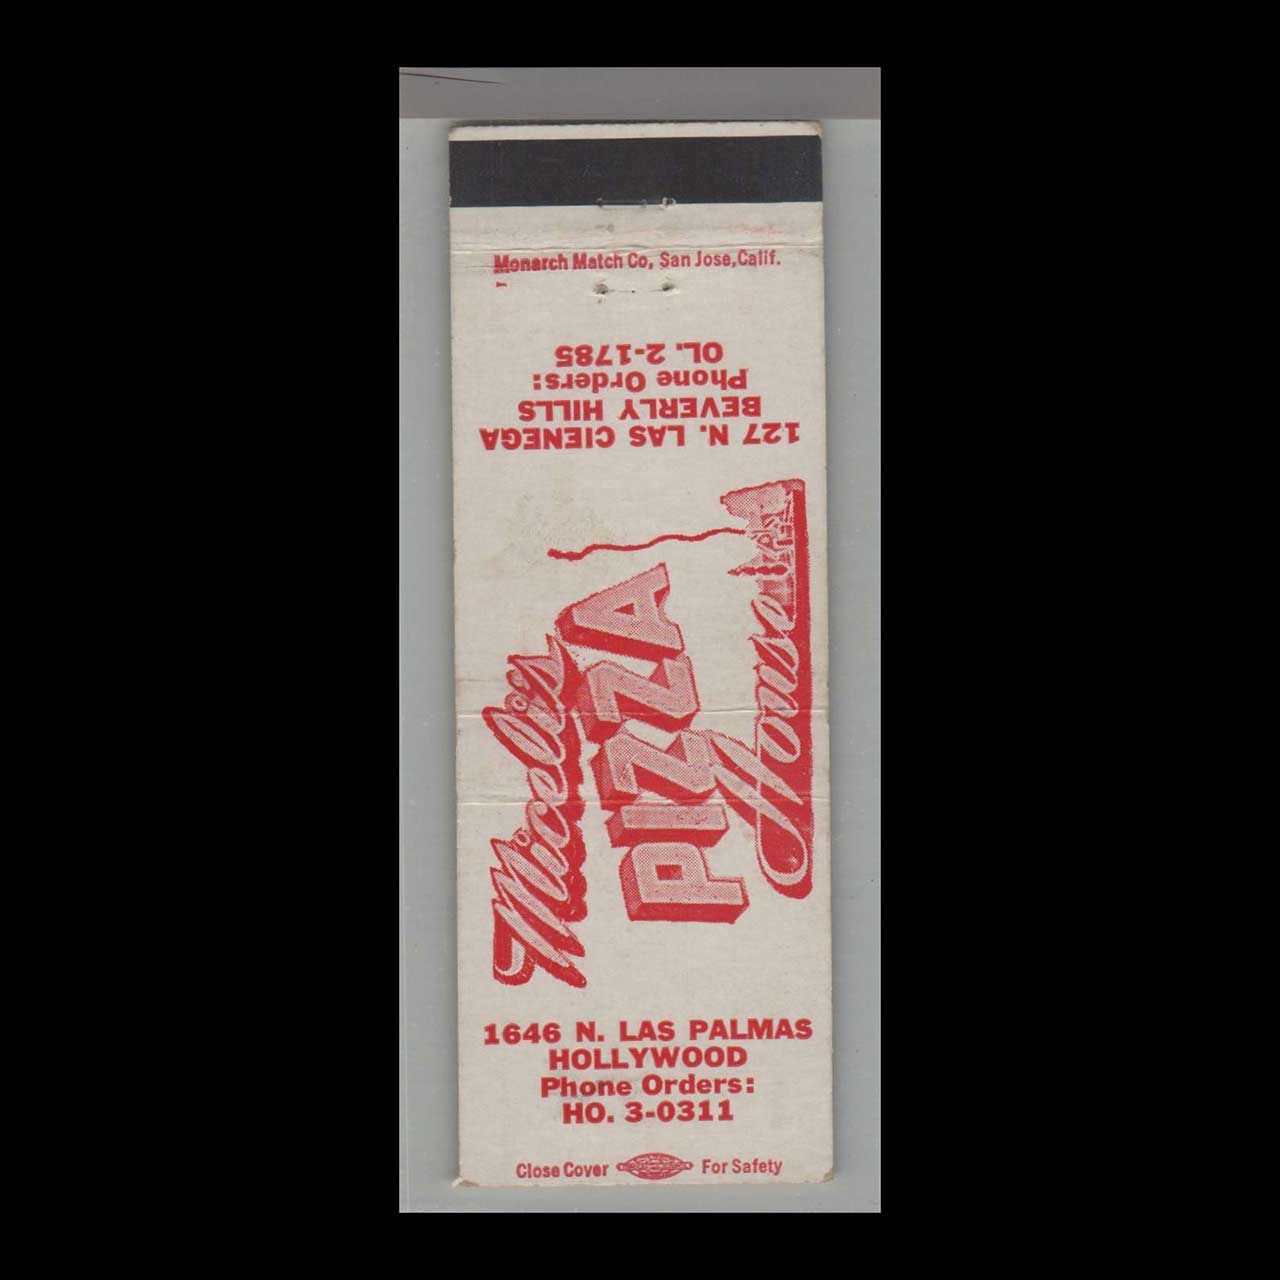 Monarch Match Co, San Jose, Calif.
127 N. LAS CIENEGA
BEVERLY HILLS
Phone Orders:
OL. 2-1785
Miceli's
PIZZA
House
1646 N. LAS PALMAS
HOLLYWOOD
Phone Orders:
HO. 3-0311
Close Cover For Safety